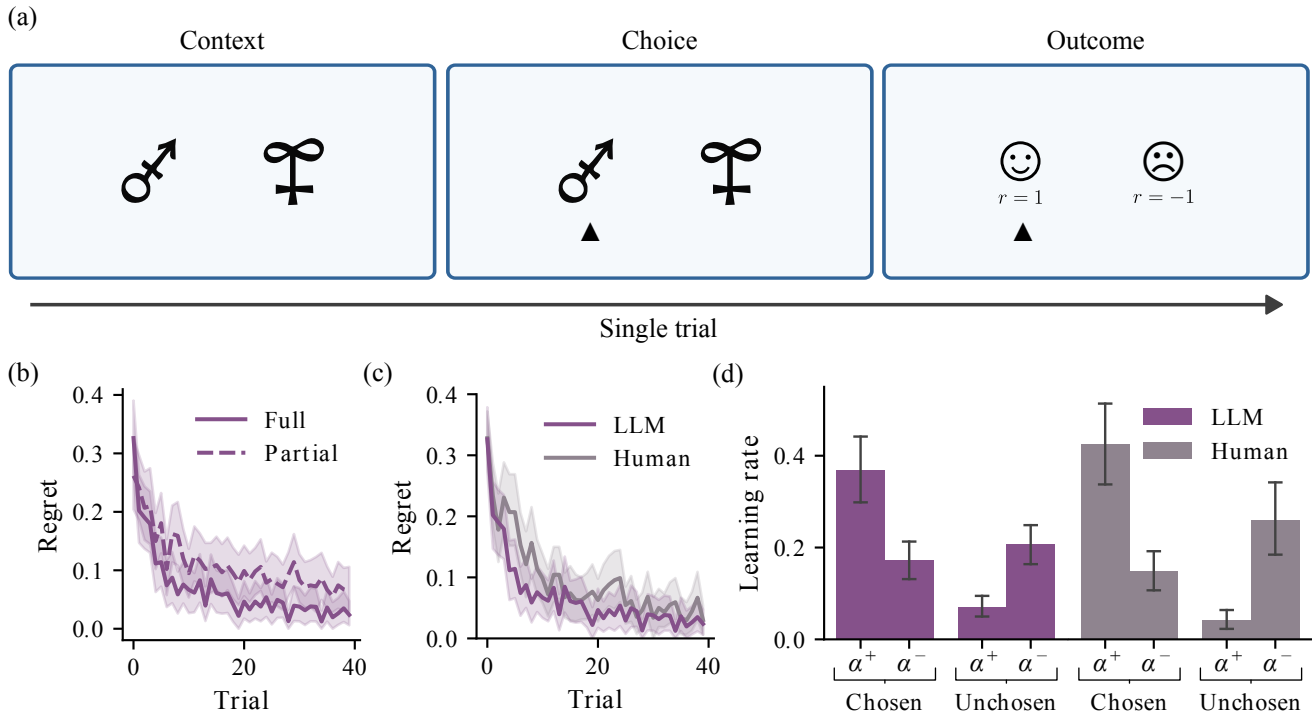 (a)
Context
Choice
Outcome
r = 1
r = −1
Single trial
(b)
0.4
0.3
0.2
0.1
0.0
Regret
Full
Partial
0
20
40
Trial
(c)
0.4
0.3
0.2
0.1
0.0
Regret
LLM
Human
0
20
40
Trial
(d)
0.4
0.2
0.0
Learning rate
LLM
Human
α⁺ α⁻ α⁺ α⁻ α⁺ α⁻ α⁺ α⁻
Chosen Unchosen Chosen Unchosen